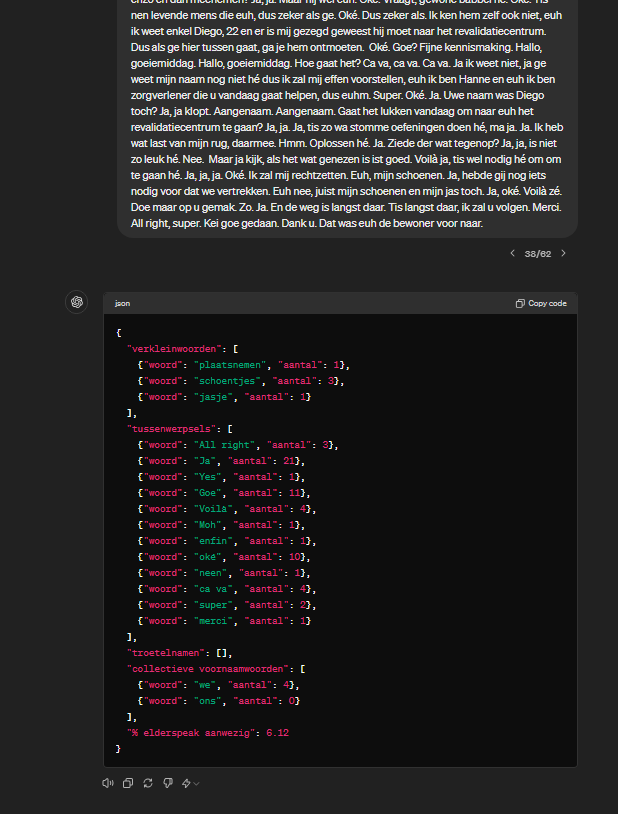 enzo en dan meenemen? Ja, ja. Maar hij wel euh. Oké. Vraagt, gewone babbel hé. Oké. Tis
nen levende mens die euh, dus zeker als ge. Oké. Dus zeker als. Ik ken hem zelf ook niet, euh
ik weet enkel Diego, 22 en er is mij gezegd geweest hij moet naar het revalidatiecentrum.
Dus als ge hier tussen gaat, ga je hem ontmoeten.  Oké. Goe? Fijne kennismaking. Hallo,
goeiemiddag. Hallo, goeiemiddag. Hoe gaat het? Ca va, ca va. Ca va. Ja ik weet niet, ja ge
weet mijn naam nog niet hé dus ik zal mij effen voorstellen, euh ik ben Hanne en euh ik ben
zorgverlener die u vandaag gaat helpen, dus euhm. Super. Oké. Ja. Uwe naam was Diego
toch? Ja, ja klopt. Aangenaam. Aangenaam. Gaat het lukken vandaag om naar euh het
revalidatiecentrum te gaan? Ja, ja. Ja, tis zo wa stomme oefeningen doen hé, ma ja. Ja. Ik heb
wat last van mijn rug, daarmee. Hmm. Oplossen hé. Ja. Ziede der wat tegenop? Ja, ja, is niet
zo leuk hé. Nee.  Maar ja kijk, als het wat genezen is ist goed. Voilà ja, tis wel nodig hé om om
te gaan hé. Ja, ja, ja. Oké. Ik zal mij rechtzetten. Euh, mijn schoenen. Ja, hebde gij nog iets
nodig voor dat we vertrekken. Euh nee, juist mijn schoenen en mijn jas toch. Ja, oké. Voilà zé.
Doe maar op u gemak. Zo. Ja. En de weg is langst daar. Tis langst daar, ik zal u volgen. Merci.
All right, super. Kei goe gedaan. Dank u. Dat was euh de bewoner voor naar.
38/62
json
Copy code
{
"verkleinwoorden": [
{"woord": "plaatsnemen", "aantal": 1},
{"woord": "schoentjes", "aantal": 3},
{"woord": "jasje", "aantal": 1}
],
"tussenwerpsels": [
{"woord": "All right", "aantal": 3},
{"woord": "Ja", "aantal": 21},
{"woord": "Yes", "aantal": 1},
{"woord": "Goe", "aantal": 11},
{"woord": "Voilà", "aantal": 4},
{"woord": "Moh", "aantal": 1},
{"woord": "enfin", "aantal": 1},
{"woord": "oké", "aantal": 10},
{"woord": "neen", "aantal": 1},
{"woord": "ca va", "aantal": 4},
{"woord": "super", "aantal": 2},
{"woord": "merci", "aantal": 1}
],
"troetelnamen": [],
"collectieve voornaamwoorden": [
{"woord": "we", "aantal": 4},
{"woord": "ons", "aantal": 0}
],
"% elderspeak aanwezig": 6.12
}